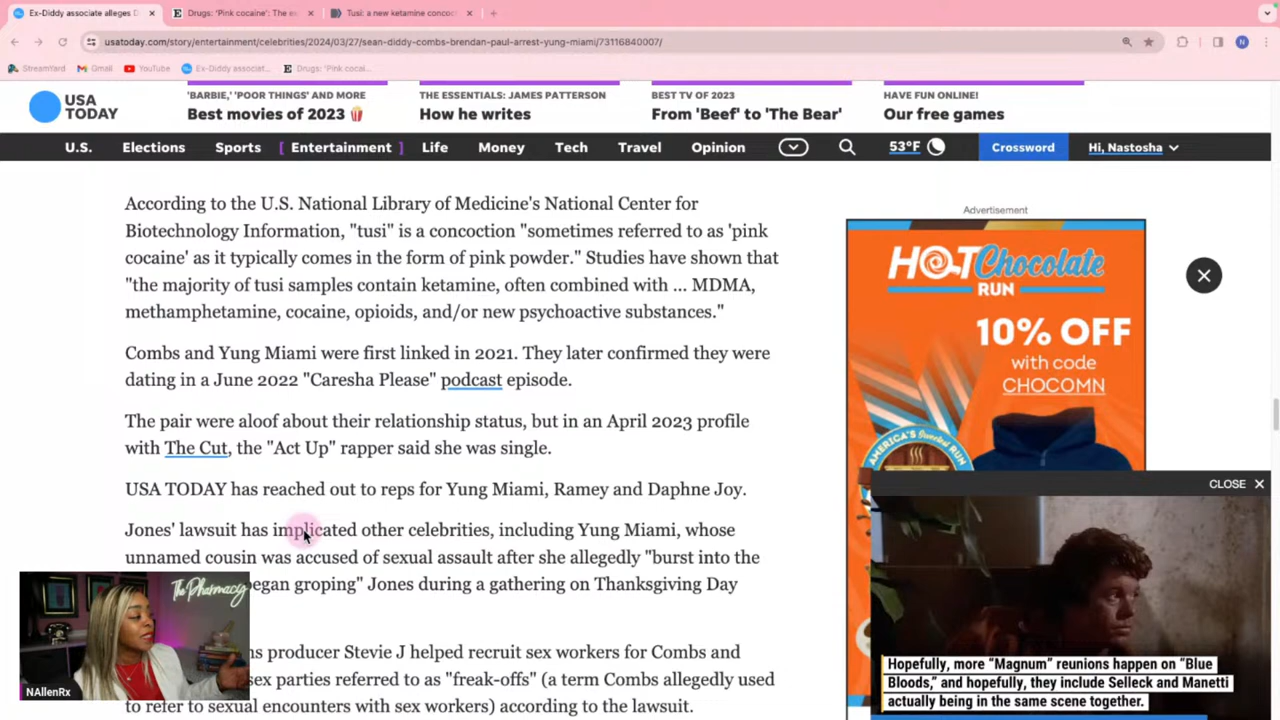 Ex-Diddy associate alleges D
Drugs: 'Pink cocaine': The ex
Tusi: a new ketamine concoc
usatoday.com/story/entertainment/celebrities/2024/03/27/sean-diddy-combs-brendan-paul-arrest-yung-miami/73116840007/
StreamYard
Gmail
YouTube
Ex-Diddy associat...
Drugs: 'Pink cocai...
USA
TODAY
'BARBIE,' 'POOR THINGS' AND MORE
Best movies of 2023
THE ESSENTIALS: JAMES PATTERSON
How he writes
BEST TV OF 2023
From 'Beef' to 'The Bear'
HAVE FUN ONLINE!
Our free games
U.S. Elections Sports [ Entertainment ] Life Money Tech Travel Opinion 53°F Crossword Hi, Nastosha
According to the U.S. National Library of Medicine's National Center for
Biotechnology Information, "tusi" is a concoction "sometimes referred to as 'pink
cocaine' as it typically comes in the form of pink powder." Studies have shown that
"the majority of tusi samples contain ketamine, often combined with ... MDMA,
methamphetamine, cocaine, opioids, and/or new psychoactive substances."
Combs and Yung Miami were first linked in 2021. They later confirmed they were
dating in a June 2022 "Caresha Please" podcast episode.
The pair were aloof about their relationship status, but in an April 2023 profile
with The Cut, the "Act Up" rapper said she was single.
USA TODAY has reached out to reps for Yung Miami, Ramey and Daphne Joy.
Jones' lawsuit has implicated other celebrities, including Yung Miami, whose
unnamed cousin was accused of sexual assault after she allegedly "burst into the
began groping" Jones during a gathering on Thanksgiving Day
producer Stevie J helped recruit sex workers for Combs and
sex parties referred to as "freak-offs" (a term Combs allegedly used
to refer to sexual encounters with sex workers) according to the lawsuit.
The Pharmacy
NAllenRx
Advertisement
HOT Chocolate
RUN
10% OFF
with code
CHOCOMN
AMERICA'S Sweetest RUN
CLOSE
Hopefully, more "Magnum" reunions happen on "Blue
Bloods," and hopefully, they include Selleck and Manetti
actually being in the same scene together.